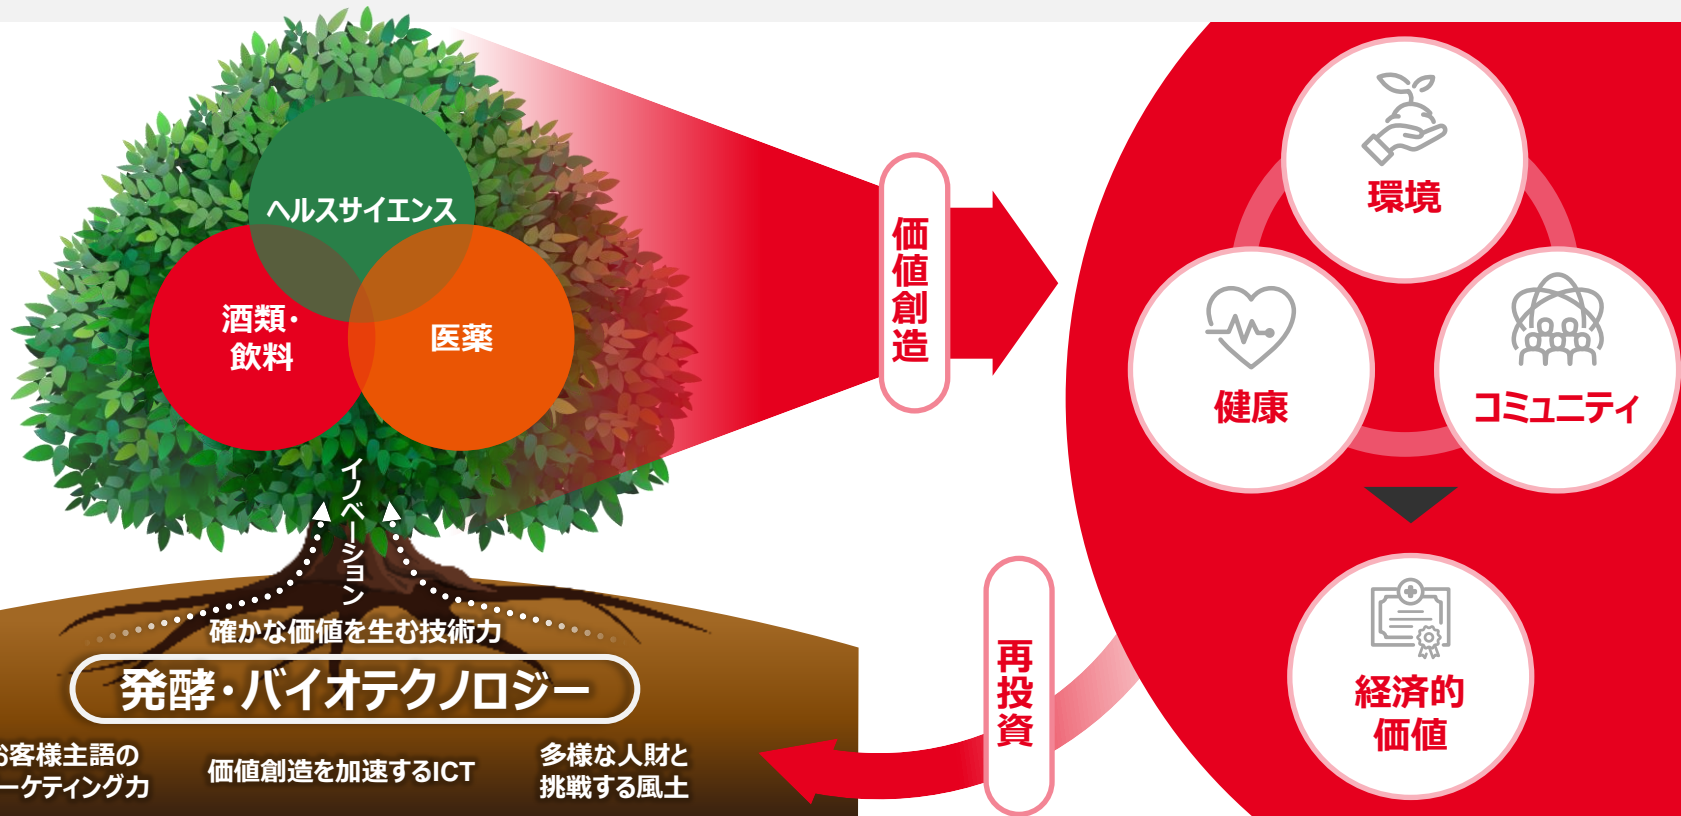 ヘルスサイエンス
酒類・
飲料
医薬
イノベーション
確かな価値を生む技術力
発酵・バイオテクノロジー
お客様主語の
ーケティング力
価値創造を加速するICT
多様な人財と
挑戦する風土
価値創造
再投資
環境
健康
コミュニティ
経済的
価値